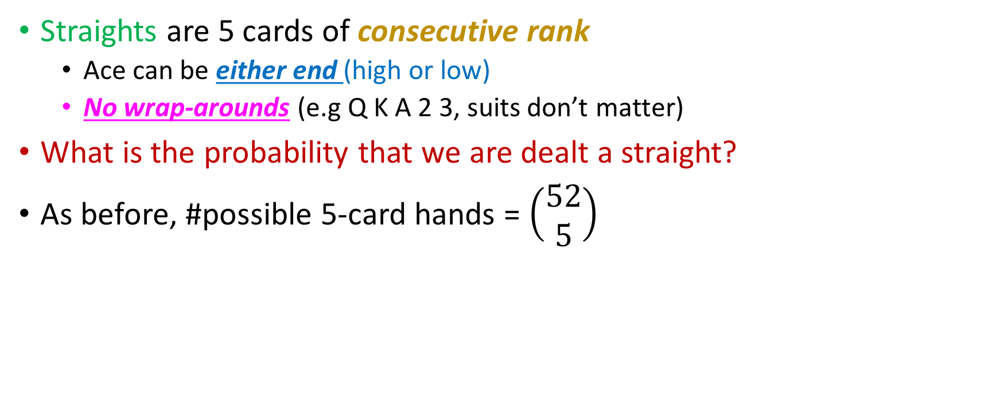 • Straights are 5 cards of consecutive rank
• Ace can be either end (high or low)
• No wrap-arounds (e.g Q K A 2 3, suits don’t matter)
• What is the probability that we are dealt a straight?
• As before, #possible 5-card hands = (52 5)